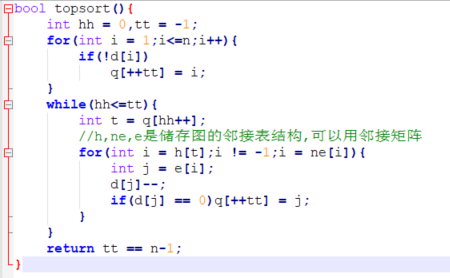 bool topsort(){
int hh = 0,tt = -1;
for(int i = 1;i<=n;i++){
if(!d[i])
q[++tt] = i;
}
while(hh<=tt){
int t = q[hh++];
//h,ne,e是储存图的邻接表结构,可以用邻接矩阵
for(int i = h[t];i != -1;i = ne[i]){
int j = e[i];
d[j]--;
if(d[j] == 0)q[++tt] = j;
}
}
return tt == n-1;
}